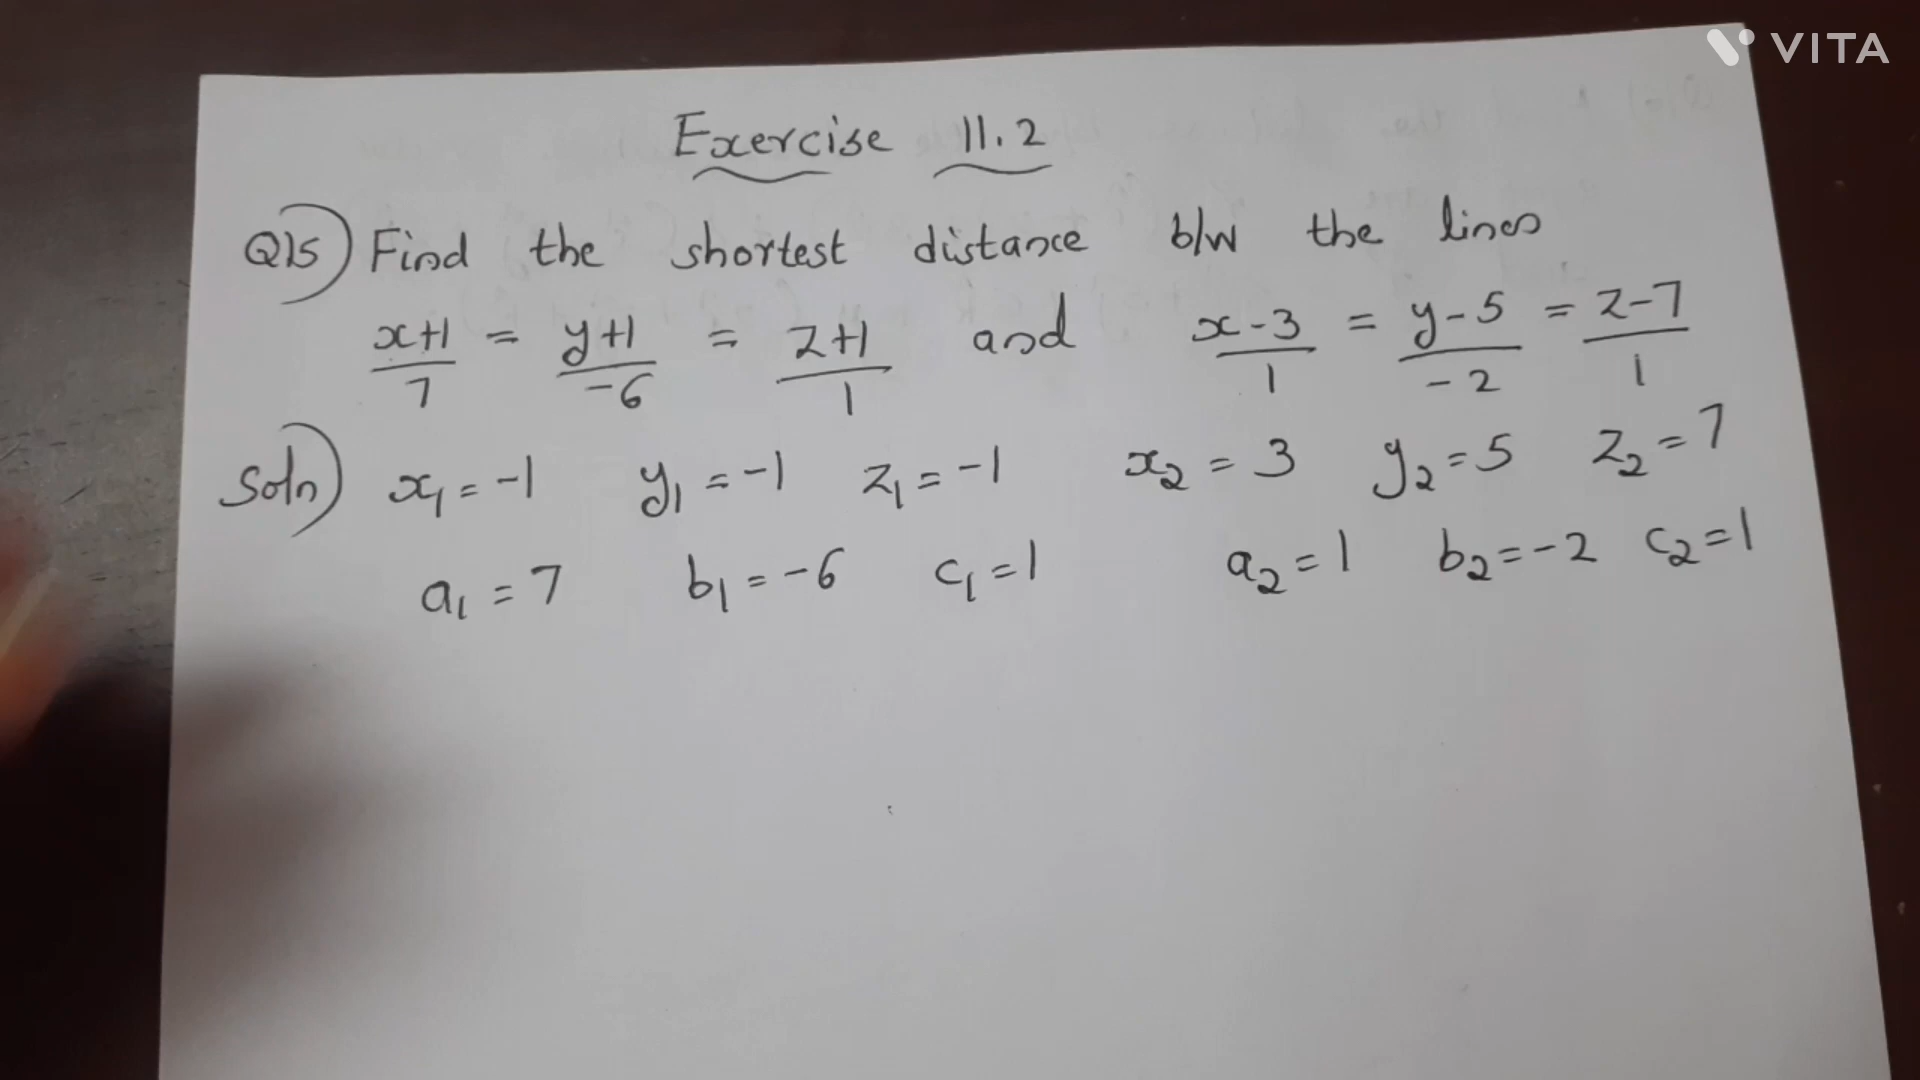 VITA
Exercise 11.2
Q15) Find the shortest distance b/w the lines
x+1/7 = y+1/-6 = z+1/1 and x-3/1 = y-5/-2 = z-7/1
Soln) x₁=-1 y₁=-1 z₁=-1 x₂=3 y₂=5 z₂=7
a₁=7 b₁=-6 c₁=1 a₂=1 b₂=-2 c₂=1